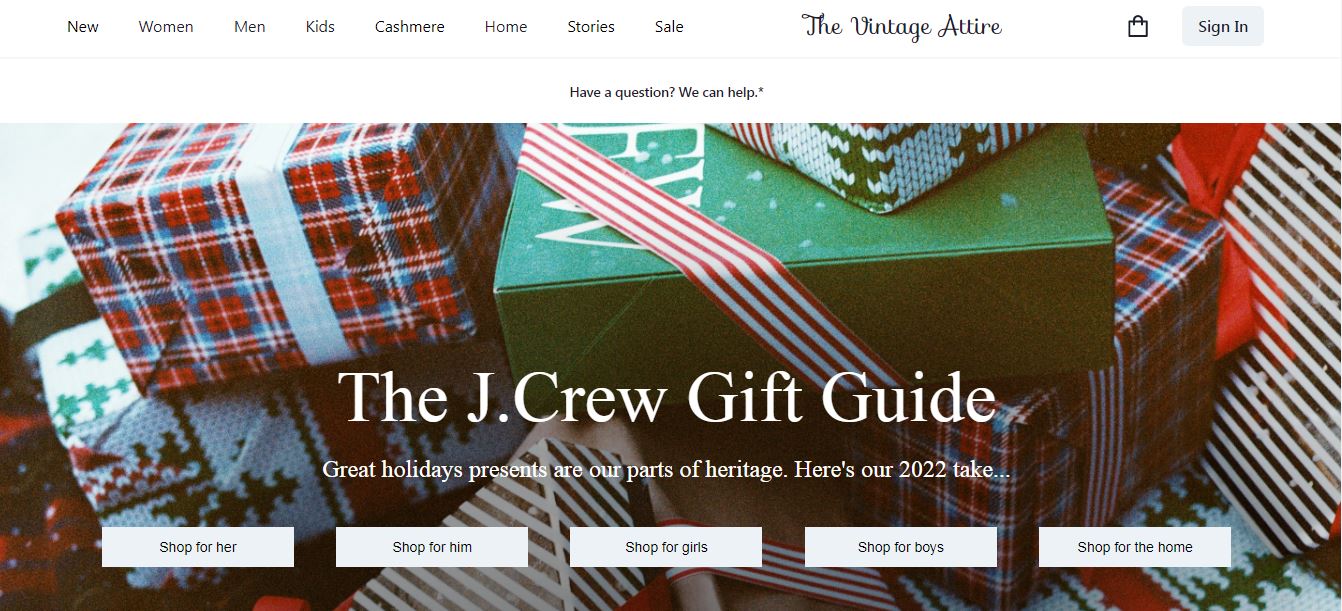 New Women Men Kids Cashmere Home Stories Sale The Vintage Attire Sign In
Have a question? We can help.*
The J.Crew Gift Guide
Great holidays presents are our parts of heritage. Here's our 2022 take...
Shop for her Shop for him Shop for girls Shop for boys Shop for the home